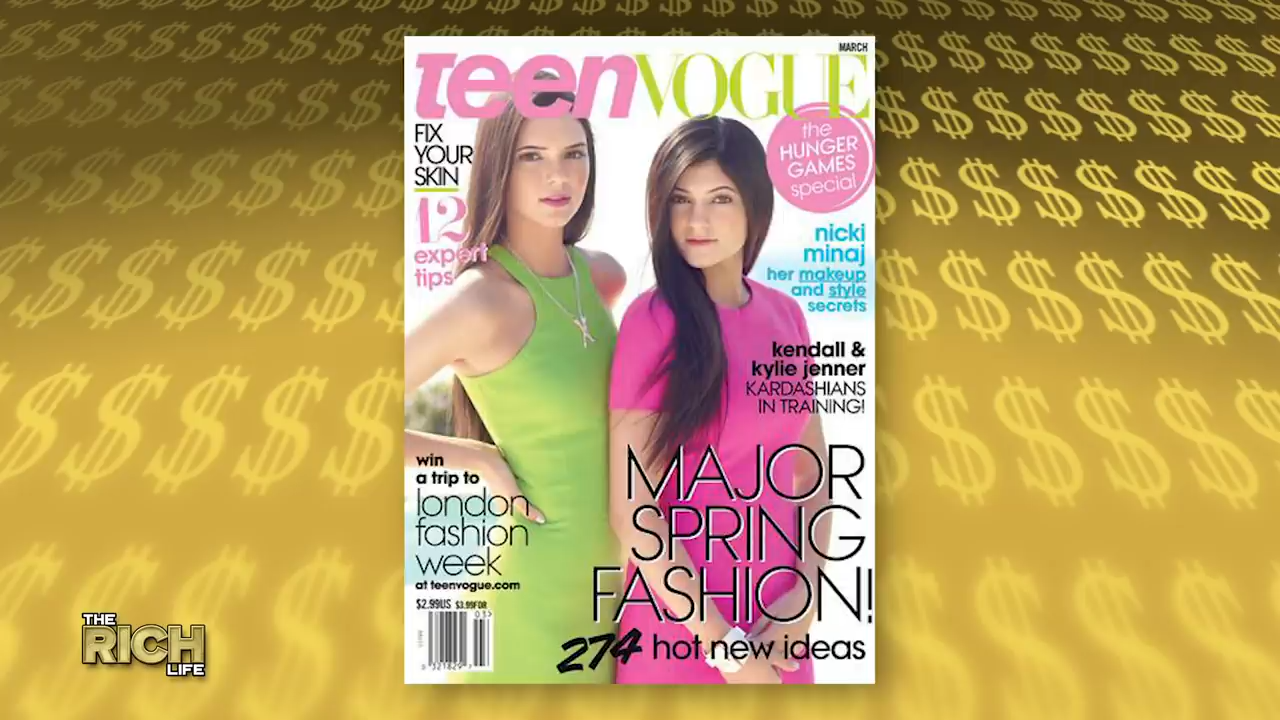 MARCH
teenVOGUE
FIX
YOUR
SKIN
12
expert
tips
the
HUNGER
GAMES
special
nicki
minaj
her makeup
and style
secrets
kendall &
kylie jenner
KARDASHIANS
IN TRAINING!
win
a trip to
london
fashion
week
at teenvogue.com
$2.99US $3.99FOR
03>
MAJOR
SPRING
FASHION!
274 hot new ideas
THE
RICH
LIFE